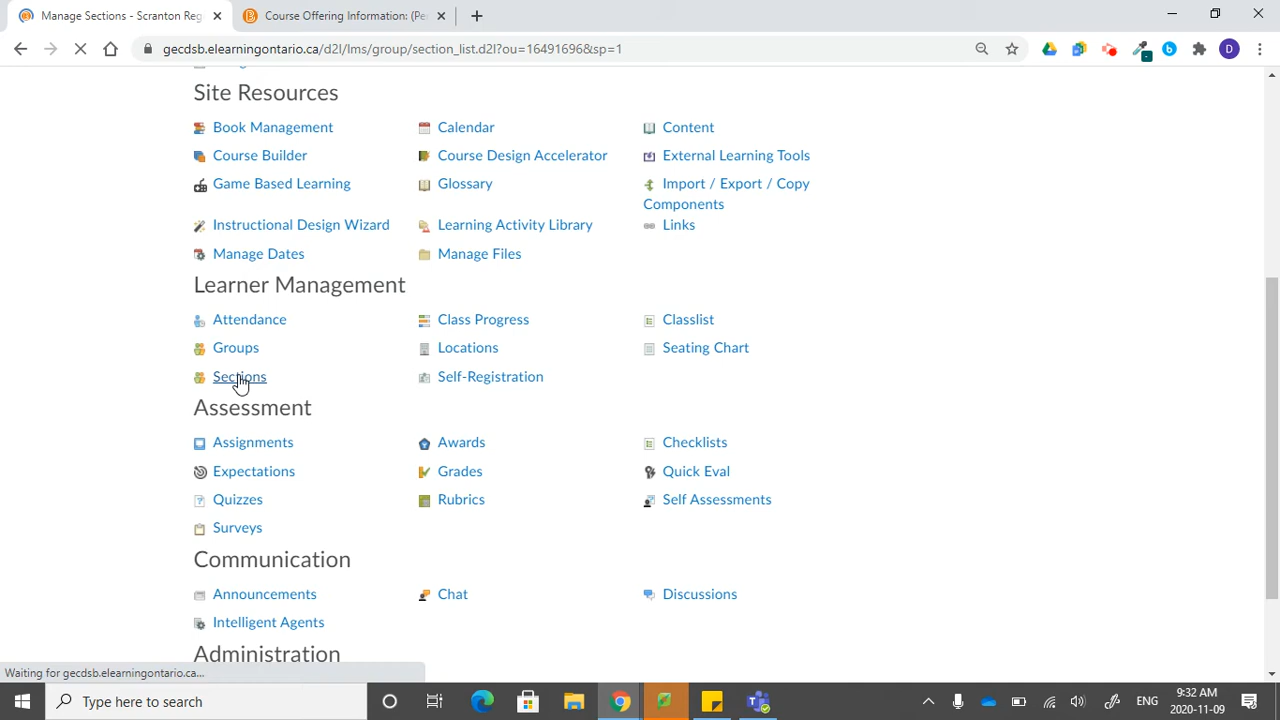 Manage Sections - Scranton Reg
Course Offering Information: (Pe
gecdsb.elearningontario.ca/d2l/lms/group/section_list.d2l?ou=16491696&sp=1
D
Site Resources
Book Management
Calendar
Content
Course Builder
Course Design Accelerator
External Learning Tools
Game Based Learning
Glossary
Import / Export / Copy
Components
Instructional Design Wizard
Learning Activity Library
Links
Manage Dates
Manage Files
Learner Management
Attendance
Class Progress
Classlist
Groups
Locations
Seating Chart
Sections
Self-Registration
Assessment
Assignments
Awards
Checklists
Expectations
Grades
Quick Eval
Quizzes
Rubrics
Self Assessments
Surveys
Communication
Announcements
Chat
Discussions
Intelligent Agents
Administration
Waiting for gecdsb.elearningontario.ca...
Type here to search
ENG
9:32 AM
2020-11-09